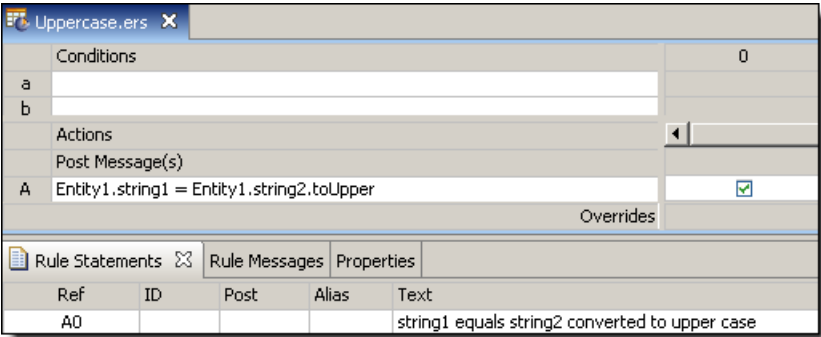 Uppercase.ers
Conditions 0
a
b
Actions
Post Message(s)
A Entity1.string1 = Entity1.string2.toUpper
Overrides
Rule Statements Rule Messages Properties
Ref ID Post Alias Text
A0 string1 equals string2 converted to upper case